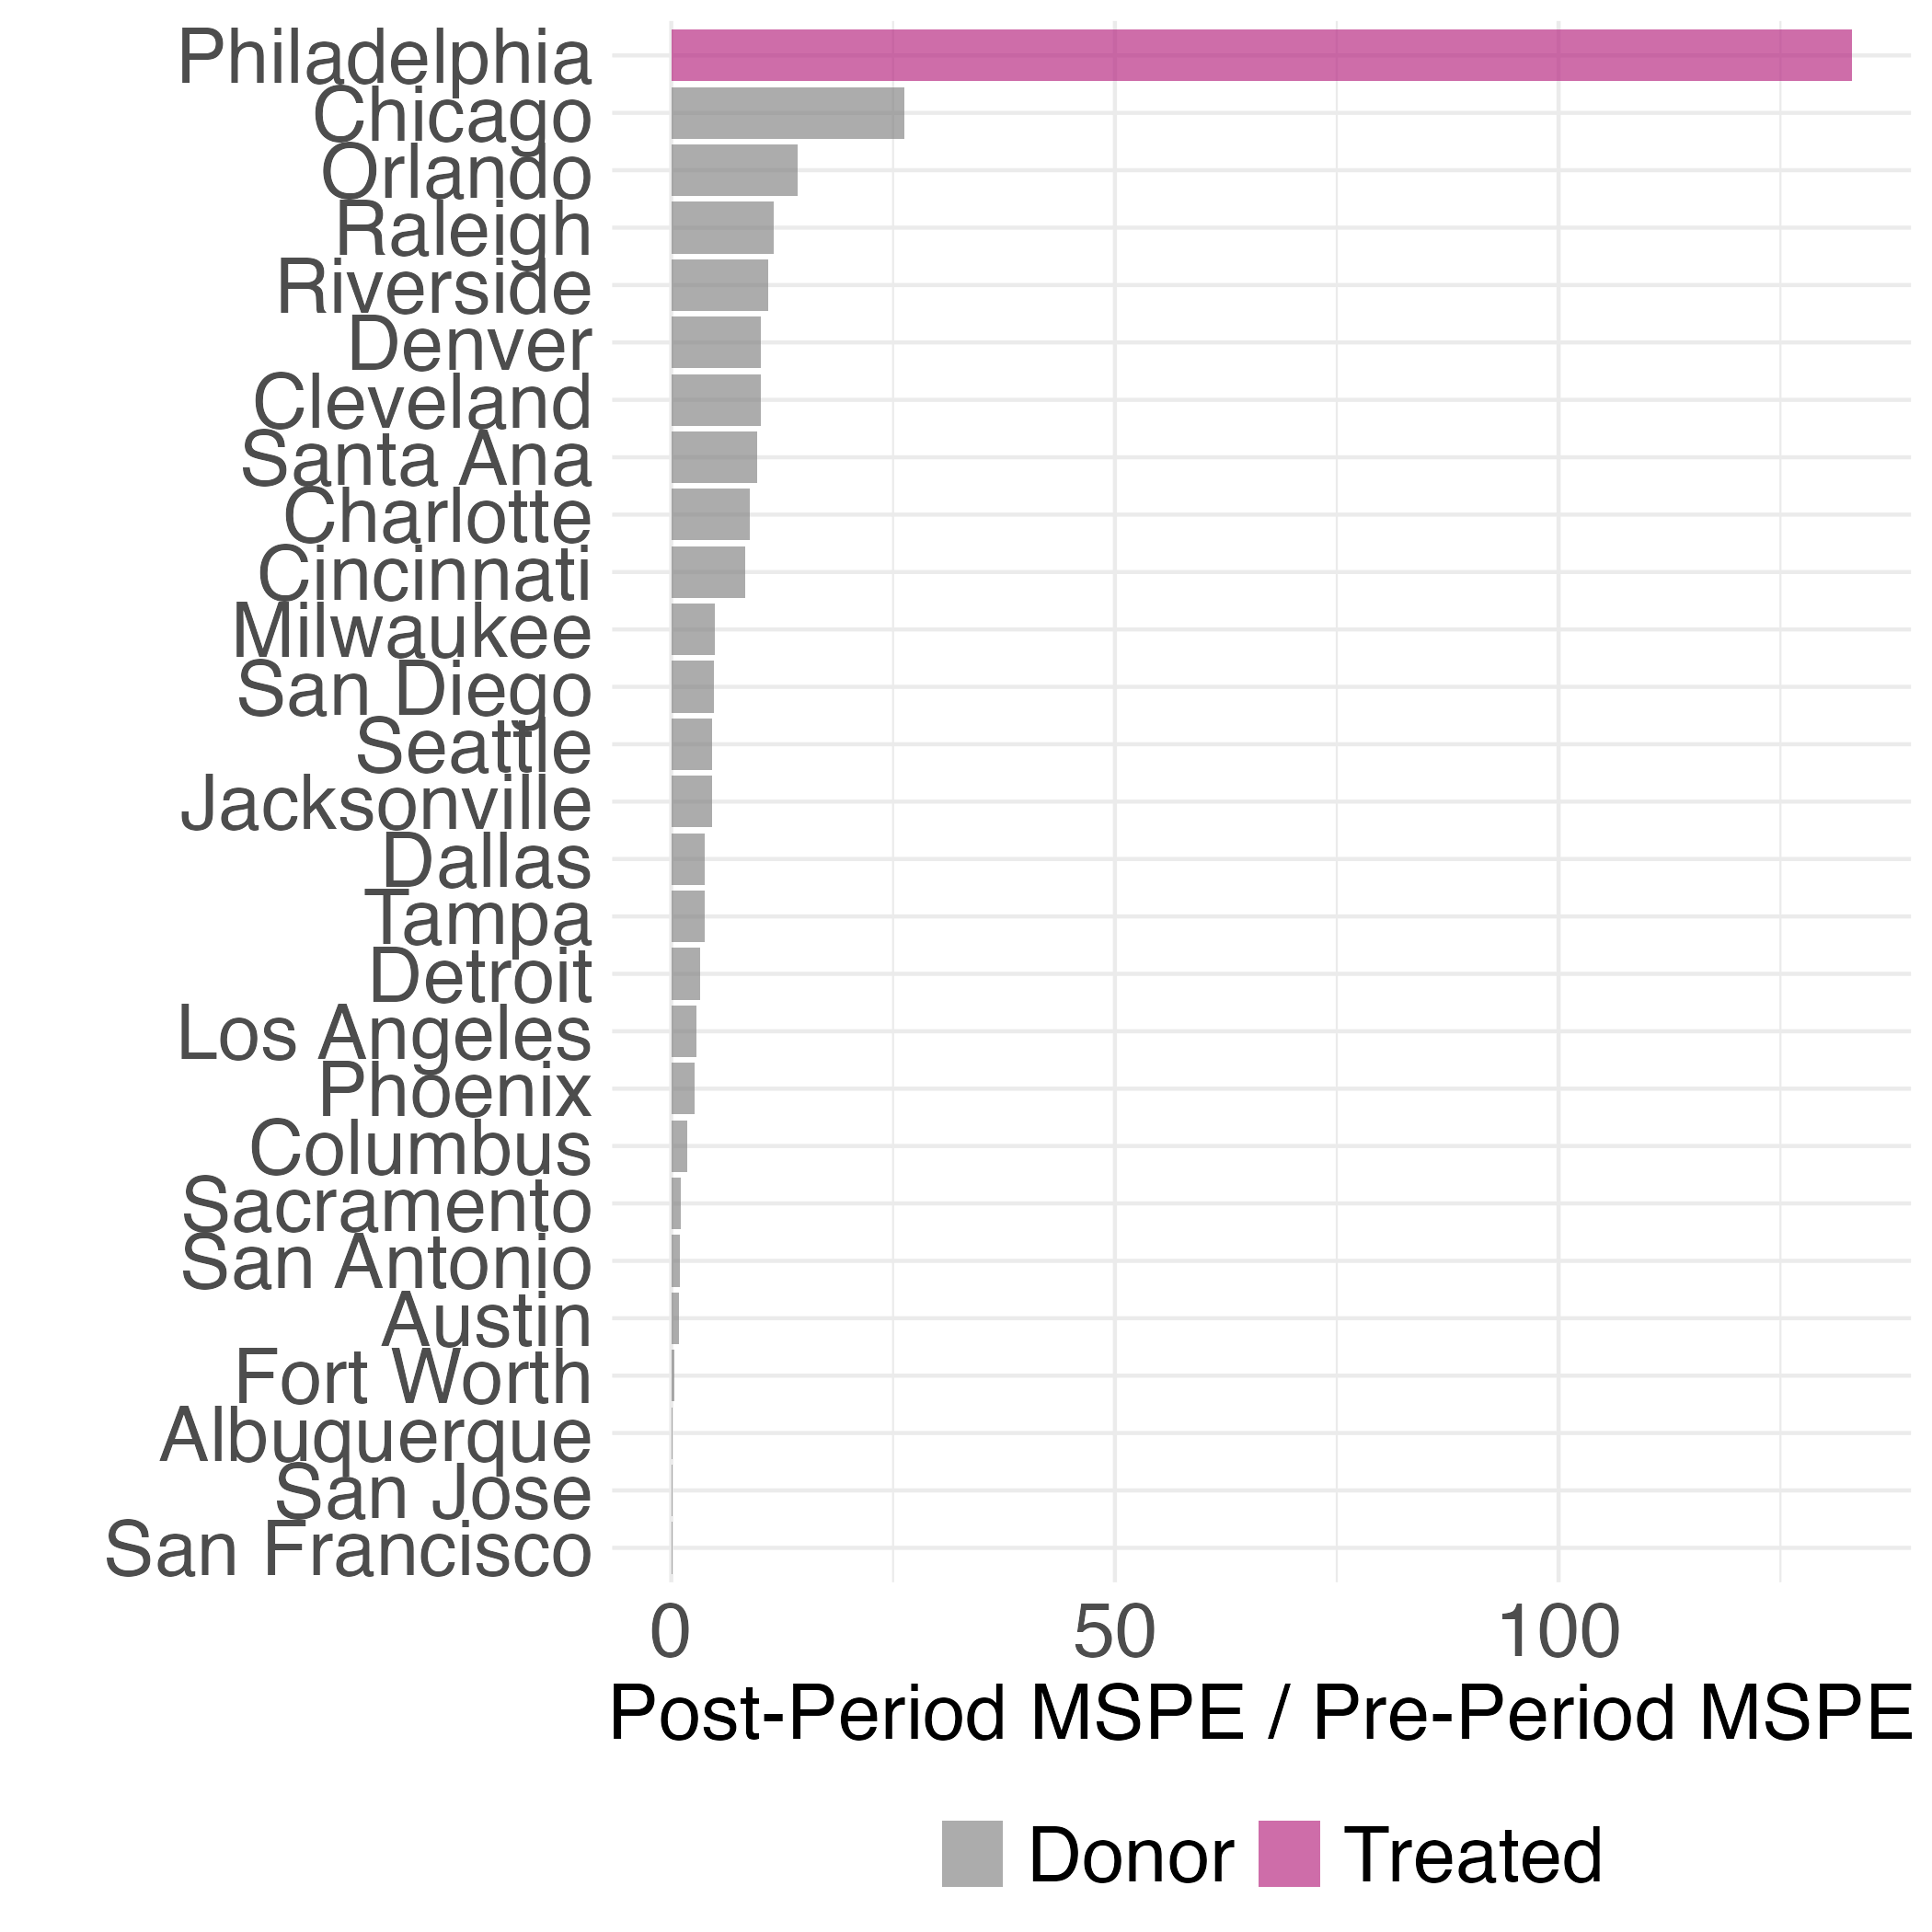 Philadelphia
Chicago
Orlando
Raleigh
Riverside
Denver
Cleveland
Santa Ana
Charlotte
Cincinnati
Milwaukee
San Diego
Seattle
Jacksonville
Dallas
Tampa
Detroit
Los Angeles
Phoenix
Columbus
Sacramento
San Antonio
Austin
Fort Worth
Albuquerque
San Jose
San Francisco
0 50 100
Post-Period MSPE / Pre-Period MSPE
Donor Treated